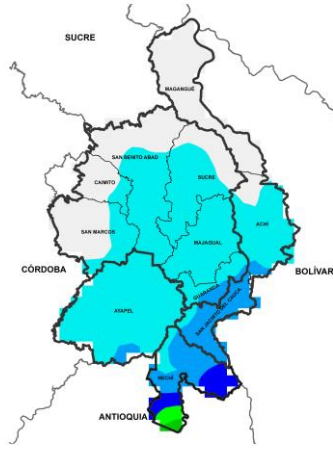 SUCRE
MAGANGUÉ
SAN BENITO ABAD
CAIMITO
SUCRE
SAN MARCOS
ACHÍ
MAJAGUAL
CÓRDOBA
BOLÍVAR
GUARANDA
SAN JACINTO DEL CAUCA
AYAPEL
NECHÍ
ANTIOQUIA